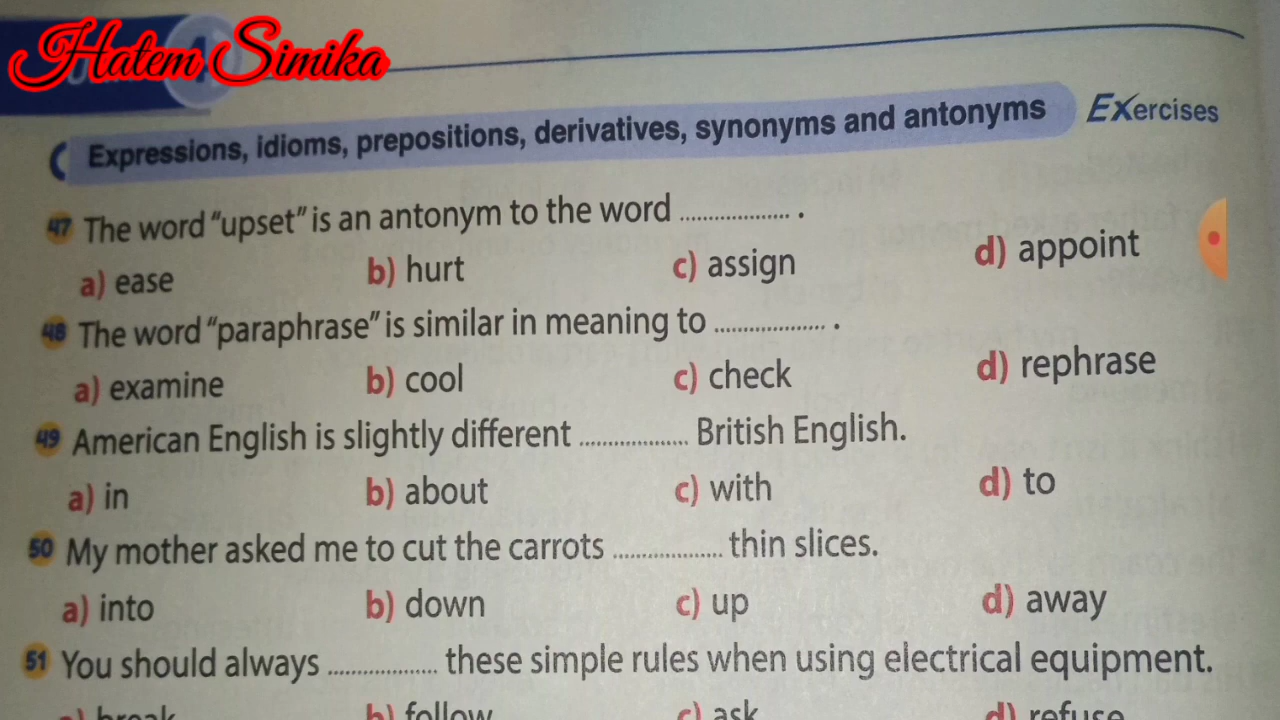 Hatem Simika
4
Expressions, idioms, prepositions, derivatives, synonyms and antonyms Exercises
47 The word "upset" is an antonym to the word ................... .
a) ease b) hurt c) assign d) appoint
48 The word "paraphrase" is similar in meaning to ................... .
a) examine b) cool c) check d) rephrase
49 American English is slightly different ................... British English.
a) in b) about c) with d) to
50 My mother asked me to cut the carrots ................... thin slices.
a) into b) down c) up d) away
51 You should always ................... these simple rules when using electrical equipment.
a) break b) follow c) ask d) refuse